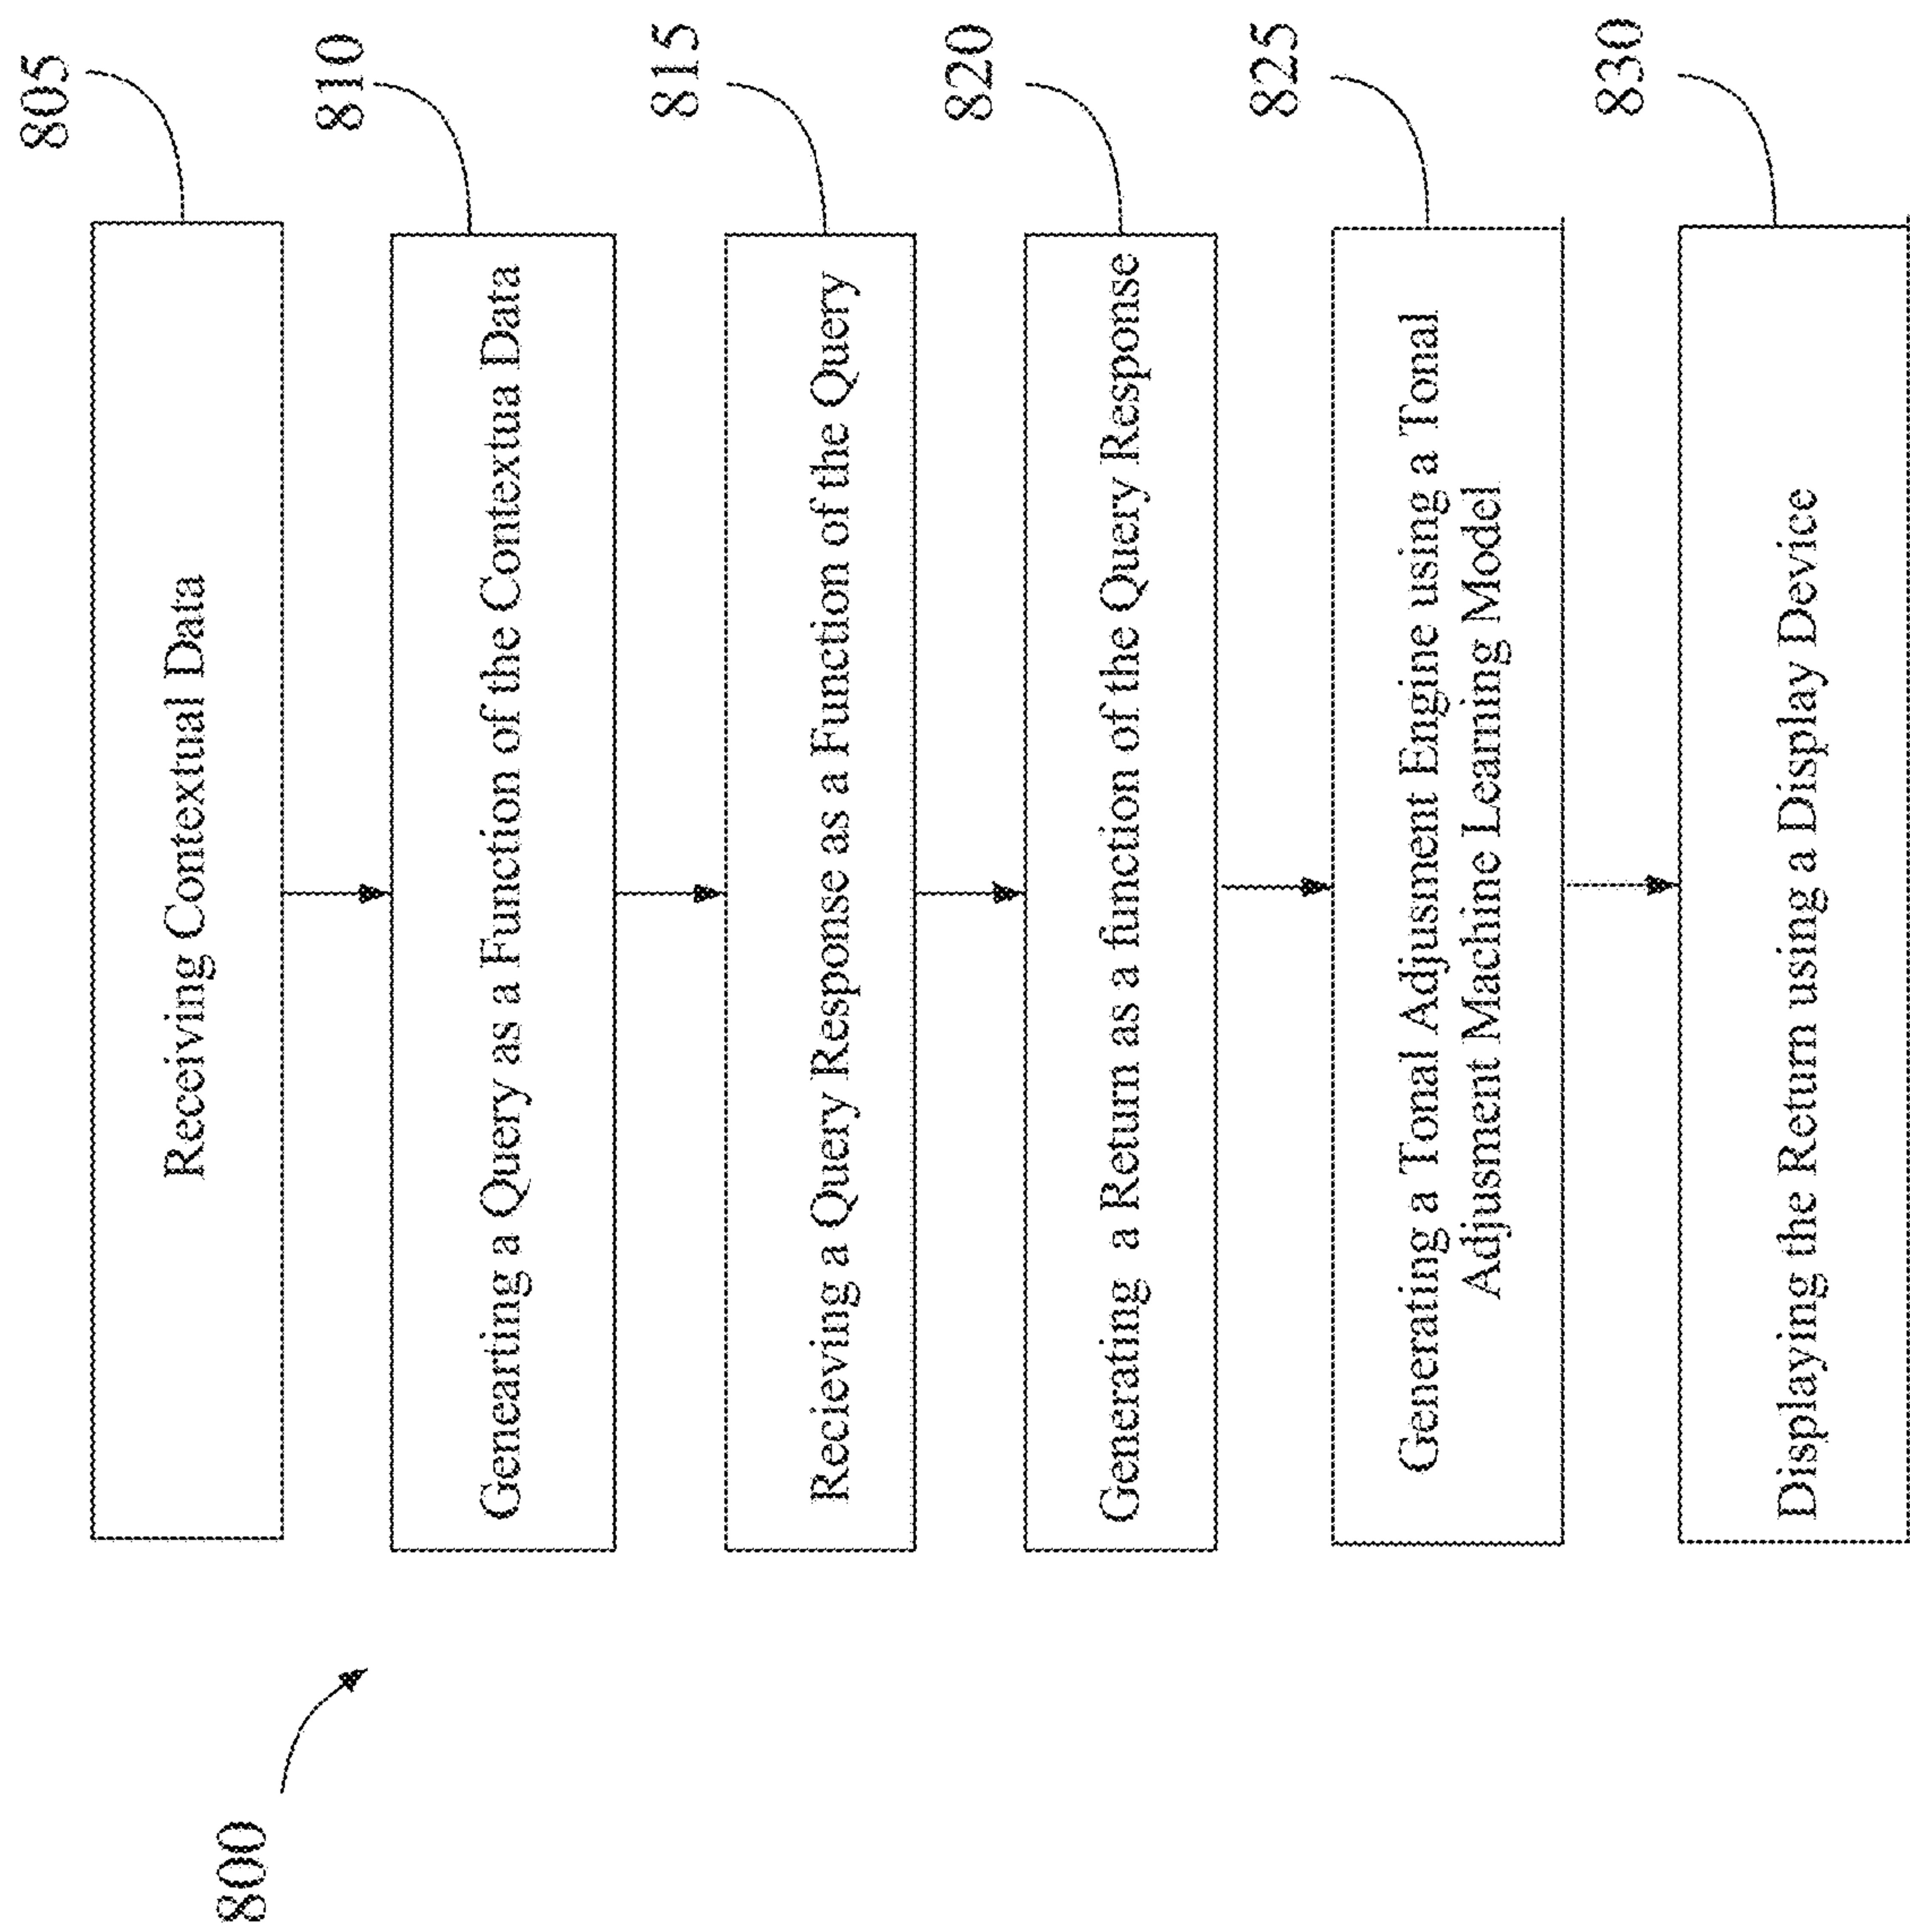 800
805
Receiving Contextual Data
810
Genearting a Query as a Function of the Contextua Data
815
Recieving a Query Response as a Function of the Query
820
Generating a Return as a function of the Query Response
825
Generating a Tonal Adjusment Engine using a Tonal
Adjusment Machine Learning Model
830
Displaying the Return using a Display Device